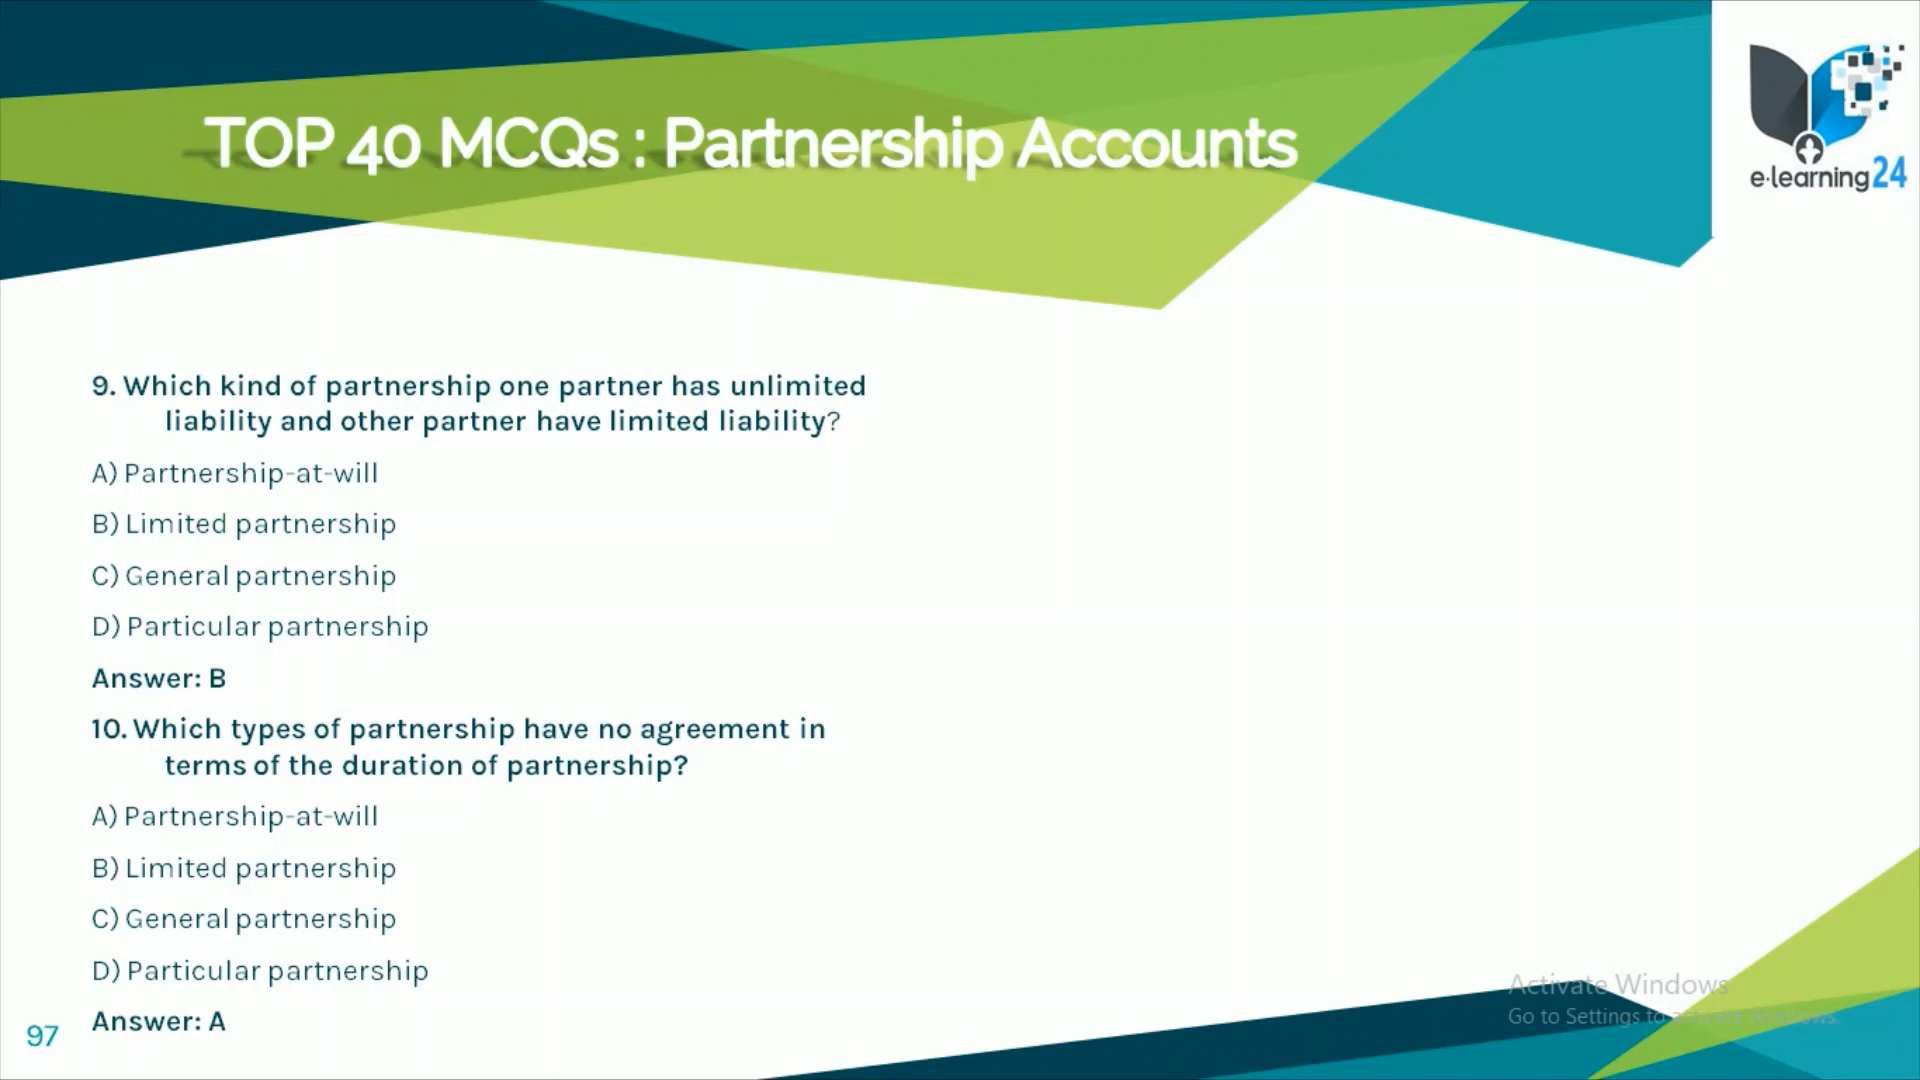 TOP 40 MCQs : Partnership Accounts
e-learning24
9. Which kind of partnership one partner has unlimited
liability and other partner have limited liability?
A) Partnership-at-will
B) Limited partnership
C) General partnership
D) Particular partnership
Answer: B
10. Which types of partnership have no agreement in
terms of the duration of partnership?
A) Partnership-at-will
B) Limited partnership
C) General partnership
D) Particular partnership
Answer: A
97
Activate Windows
Go to Settings to activate Windows.